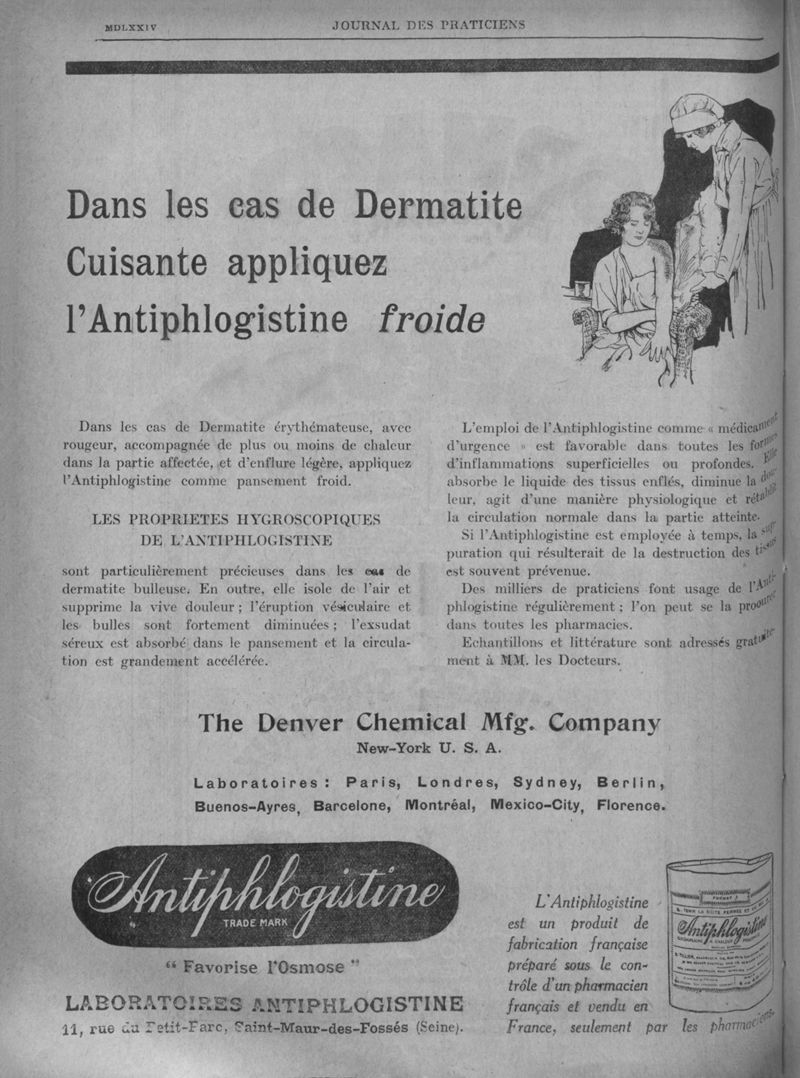 MDLXXIV
JOURNAL DES PRATICIENS
Dans les cas de Dermatite
Cuisante appliquez
l'Antiphlogistine froide
Dans les cas de Dermatite érythémateuse, avec
rougeur, accompagnée de plus ou moins de chaleur
dans la partie affectée, et d'enflure légère, appliquez
l'Antiphlogistine comme pansement froid.
LES PROPRIETES HYGROSCOPIQUES
DE L'ANTIPHLOGISTINE
sont particulièrement précieuses dans les cas de
dermatite bulleuse. En outre, elle isole de l'air et
supprime la vive douleur ; l'éruption vésiculaire et
les bulles sont fortement diminuées ; l'exsudat
séreux est absorbé dans le pansement et la circula-
tion est grandement accélérée.
L'emploi de l'Antiphlogistine comme « médicament
d'urgence » est favorable dans toutes les formes
d'inflammations superficielles ou profondes. Elle
absorbe le liquide des tissus enflés, diminue la dou-
leur, agit d'une manière physiologique et rétablit
la circulation normale dans la partie atteinte.
Si l'Antiphlogistine est employée à temps, la sup-
puration qui résulterait de la destruction des tissus
est souvent prévenue.
Des milliers de praticiens font usage de l'Anti-
phlogistine régulièrement ; l'on peut se la procurer
dans toutes les pharmacies.
Echantillons et littérature sont adressés gratuite-
ment à MM. les Docteurs.
The Denver Chemical Mfg. Company
New-York U. S. A.
Laboratoires : Paris, Londres, Sydney, Berlin,
Buenos-Ayres, Barcelone, Montréal, Mexico-City, Florence.
Antiphlogistine
TRADE MARK
“ Favorise l'Osmose ”
LABORATOIRES ANTIPHLOGISTINE
11, rue du Petit-Parc, Saint-Maur-des-Fossés (Seine).
L'Antiphlogistine
est un produit de
fabrication française
préparé sous le con-
trôle d'un pharmacien
français et vendu en
France, seulement par les pharmaciens
Antiphlogistine